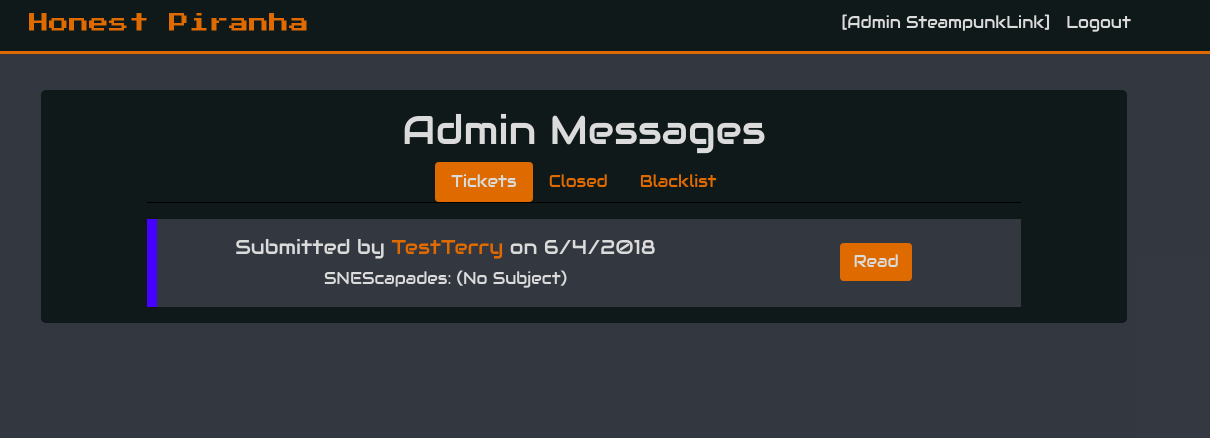 Honest Piranha
[Admin SteampunkLink] Logout
Admin Messages
Tickets Closed Blacklist
Submitted by TestTerry on 6/4/2018
SNEScapades: (No Subject)
Read